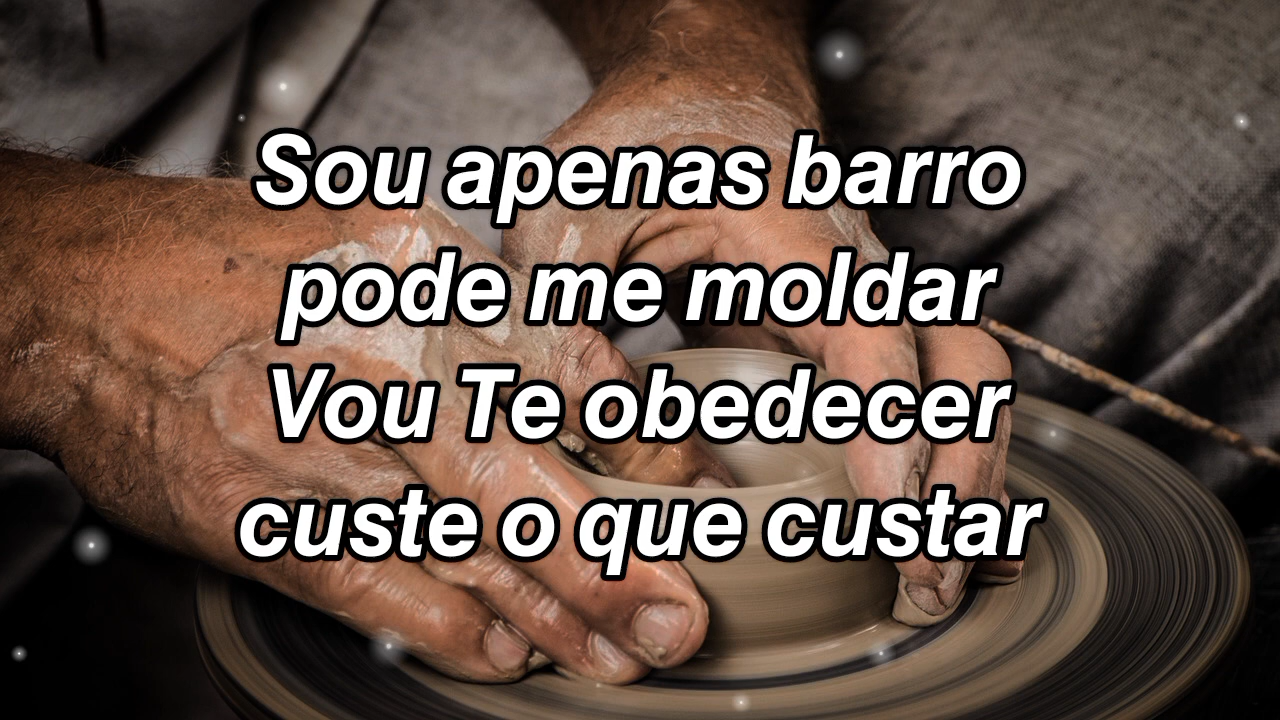 Sou apenas barro
pode me moldar
Vou Te obedecer
custe o que custar